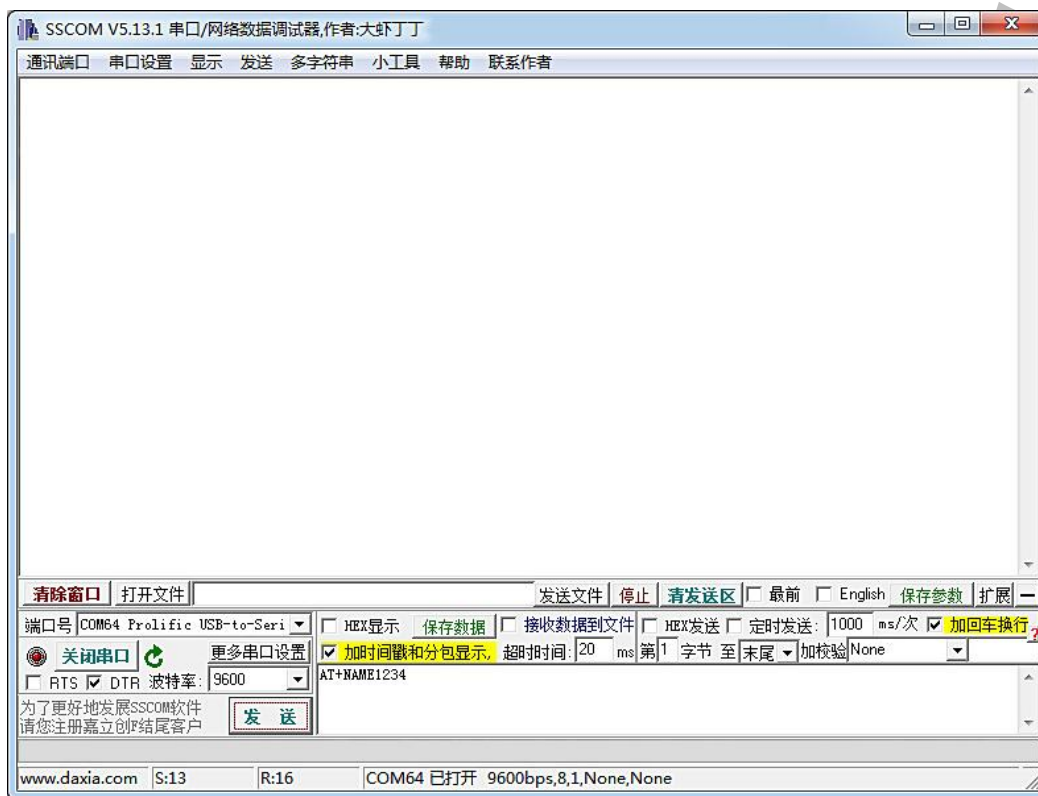 SSCOM V5.13.1 串口/网络数据调试器,作者:大虾丁丁
通讯端口 串口设置 显示 发送 多字符串 小工具 帮助 联系作者
清除窗口 打开文件 发送文件 停止 清发送区 最前 English 保存参数 扩展 —
端口号 COM64 Prolific USB-to-Seri HEX显示 保存数据 接收数据到文件 HEX发送 定时发送: 1000 ms/次 加回车换行
关闭串口 更多串口设置 加时间戳和分包显示, 超时时间: 20 ms 第1 字节 至 末尾 加校验 None
RTS DTR 波特率: 9600 AT+NAME1234
为了更好地发展SSCOM软件
请您注册嘉立创F结尾客户
发 送
www.daxia.com S:13 R:16 COM64 已打开 9600bps,8,1,None,None